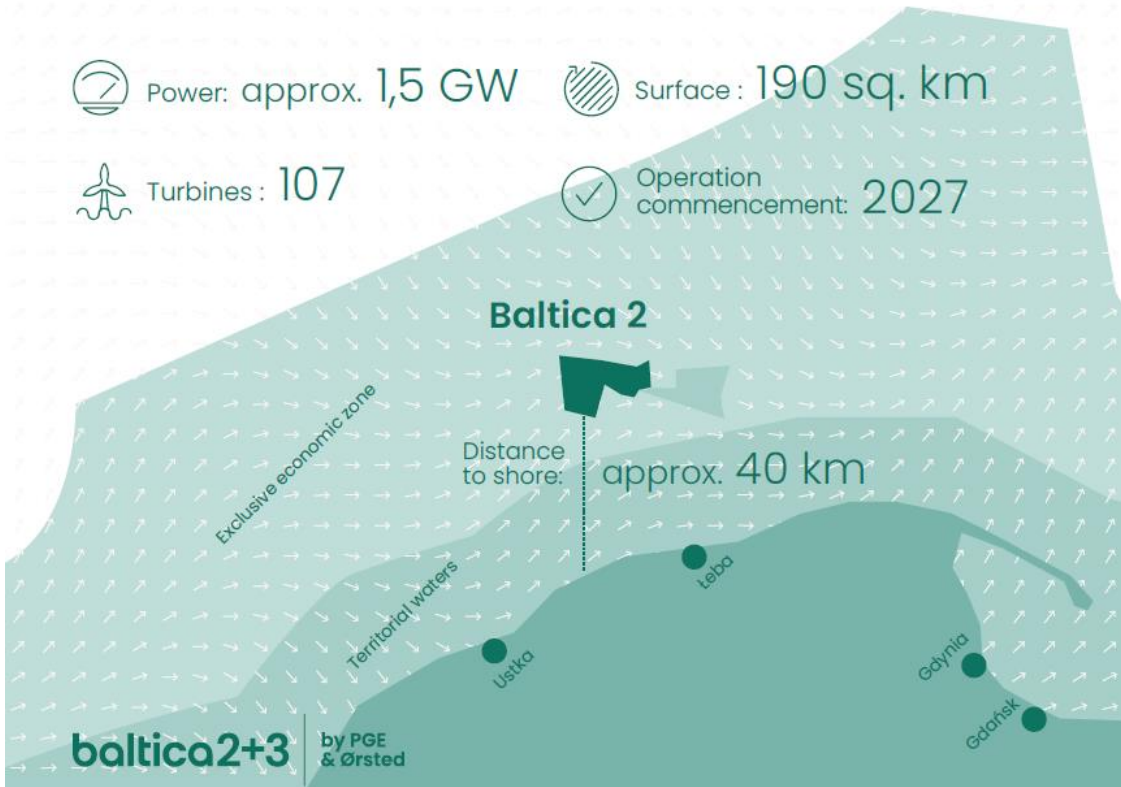 Power: approx. 1,5 GW
Surface : 190 sq. km
Turbines : 107
Operation
commencement: 2027
Baltica 2
Exclusive economic zone
Distance
to shore: approx. 40 km
Territorial waters
Łeba
Ustka
Gdynia
Gdańsk
baltica2+3
by PGE
& Ørsted